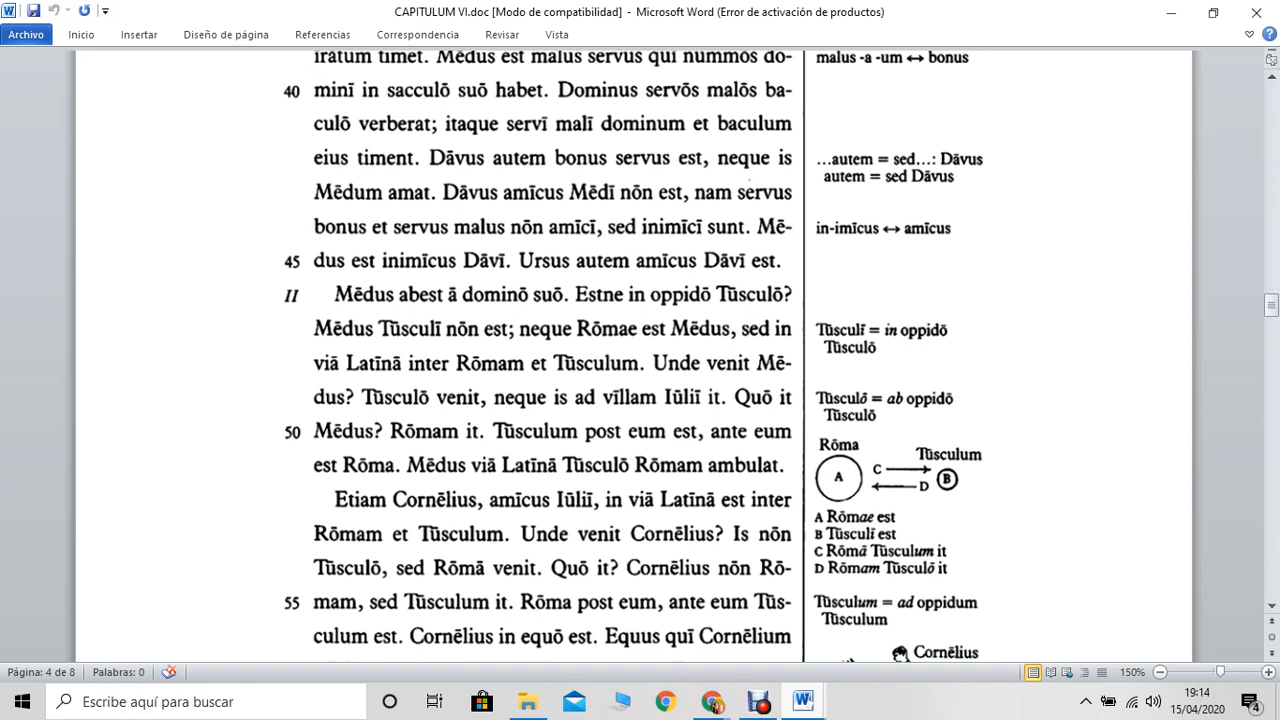 CAPITULUM VI.doc [Modo de compatibilidad] - Microsoft Word (Error de activación de productos)
Archivo Inicio Insertar Diseño de página Referencias Correspondencia Revisar Vista
īrātum timet. Mēdus est malus servus quī nummōs do-
40 minī in sacculō suō habet. Dominus servōs malōs ba-
culō verberat; itaque servī malī dominum et baculum
eius timent. Dāvus autem bonus servus est, neque is
Mēdum amat. Dāvus amīcus Mēdī nōn est, nam servus
bonus et servus malus nōn amīcī, sed inimīcī sunt. Mē-
45 dus est inimīcus Dāvī. Ursus autem amīcus Dāvī est.
II Mēdus abest ā dominō suō. Estne in oppidō Tūsculō?
Mēdus Tūsculī nōn est; neque Rōmae est Mēdus, sed in
viā Latīnā inter Rōmam et Tūsculum. Unde venit Mē-
dus? Tūsculō venit, neque is ad vīllam Iūliī it. Quō it
50 Mēdus? Rōmam it. Tūsculum post eum est, ante eum
est Rōma. Mēdus viā Latīnā Tūsculō Rōmam ambulat.
Etiam Cornēlius, amīcus Iūliī, in viā Latīnā est inter
Rōmam et Tūsculum. Unde venit Cornēlius? Is nōn
Tūsculō, sed Rōmā venit. Quō it? Cornēlius nōn Rō-
55 mam, sed Tūsculum it. Rōma post eum, ante eum Tūs-
culum est. Cornēlius in equō est. Equus quī Cornēlium
malus -a -um ↔ bonus
...autem = sed...: Dāvus
autem = sed Dāvus
in-imīcus ↔ amīcus
Tūsculī = in oppidō
Tūsculō
Tūsculō = ab oppidō
Tūsculō
Rōma
Tūsculum
A C D B
A Rōmae est
B Tūsculī est
C Rōmā Tūsculum it
D Rōmam Tūsculō it
Tūsculum = ad oppidum
Tūsculum
Cornēlius
Página: 4 de 8 Palabras: 0 150%
Escribe aquí para buscar
19:14
15/04/2020
4